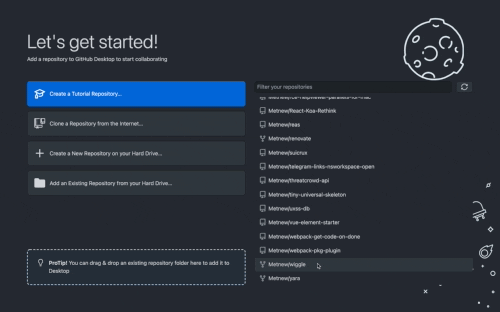 Let's get started!
Add a repository to GitHub Desktop to start collaborating
Create a Tutorial Repository...
Clone a Repository from the Internet...
Create a New Repository on your Hard Drive...
Add an Existing Repository from your Hard Drive...
ProTip! You can drag & drop an existing repository folder here to add it to
Desktop
Filter your repositories
Metnew/React-Koa-Rethink
Metnew/reas
Metnew/renovate
Metnew/suicrux
Metnew/telegram-links-nsworkspace-open
Metnew/threatcrowd-api
Metnew/tiny-universal-skeleton
Metnew/uxss-db
Metnew/vue-element-starter
Metnew/webpack-get-code-on-done
Metnew/webpack-pkg-plugin
Metnew/wiggle
Metnew/yara